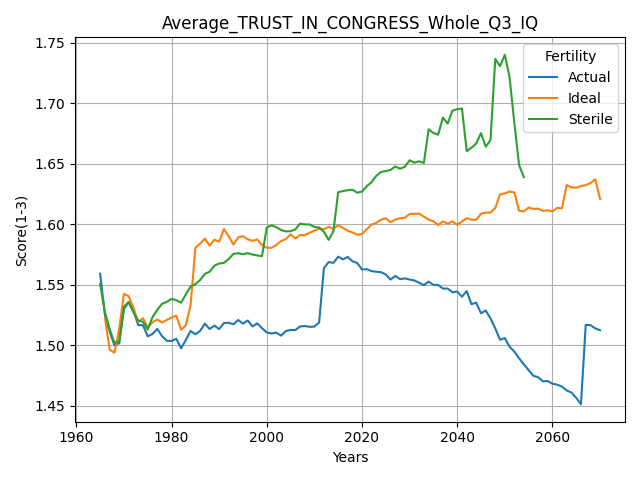 Average_TRUST_IN_CONGRESS_Whole_Q3_IQ
Score(1-3)
1.75
1.70
1.65
1.60
1.55
1.50
1.45
Fertility
Actual
Ideal
Sterile
1960
1980
2000
2020
2040
2060
Years